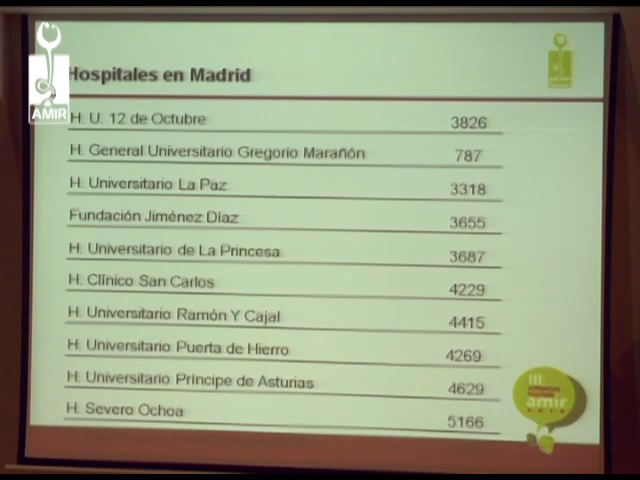 AMIR
Hospitales en Madrid
H. U. 12 de Octubre 3826
H. General Universitario Gregorio Marañón 787
H. Universitario La Paz 3318
Fundación Jiménez Díaz 3655
H. Universitario de La Princesa 3687
H. Clínico San Carlos 4229
H. Universitario Ramón Y Cajal 4415
H. Universitario Puerta de Hierro 4269
H. Universitario Príncipe de Asturias 4629
H. Severo Ochoa 5166
III
amir